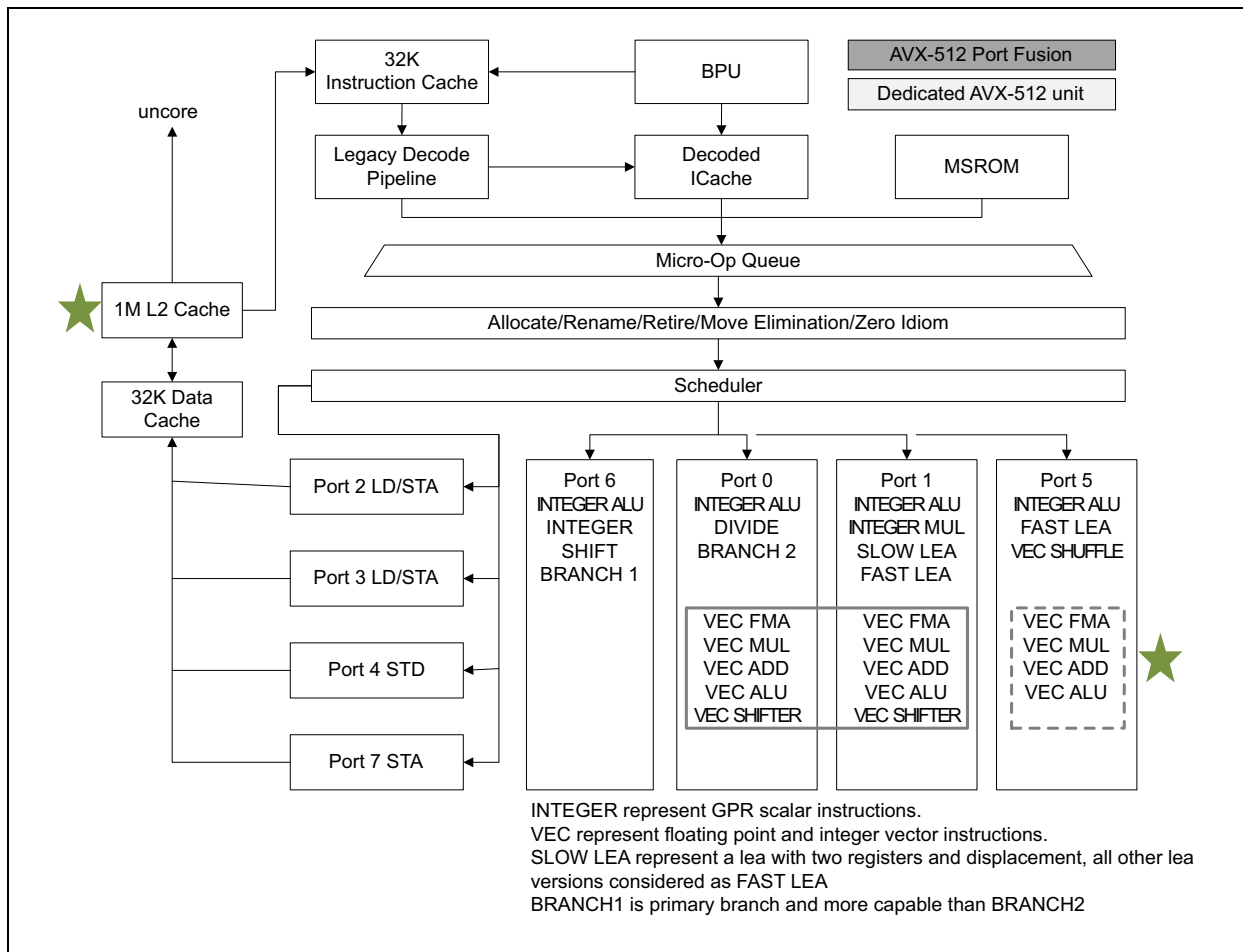 32K
Instruction Cache
BPU
AVX-512 Port Fusion
Dedicated AVX-512 unit
uncore
Legacy Decode
Pipeline
Decoded
ICache
MSROM
Micro-Op Queue
1M L2 Cache
Allocate/Rename/Retire/Move Elimination/Zero Idiom
Scheduler
32K Data
Cache
Port 2 LD/STA
Port 3 LD/STA
Port 4 STD
Port 7 STA
Port 6
INTEGER ALU
INTEGER
SHIFT
BRANCH 1
Port 0
INTEGER ALU
DIVIDE
BRANCH 2
VEC FMA
VEC MUL
VEC ADD
VEC ALU
VEC SHIFTER
Port 1
INTEGER ALU
INTEGER MUL
SLOW LEA
FAST LEA
VEC FMA
VEC MUL
VEC ADD
VEC ALU
VEC SHIFTER
Port 5
INTEGER ALU
FAST LEA
VEC SHUFFLE
VEC FMA
VEC MUL
VEC ADD
VEC ALU
INTEGER represent GPR scalar instructions.
VEC represent floating point and integer vector instructions.
SLOW LEA represent a lea with two registers and displacement, all other lea
versions considered as FAST LEA
BRANCH1 is primary branch and more capable than BRANCH2